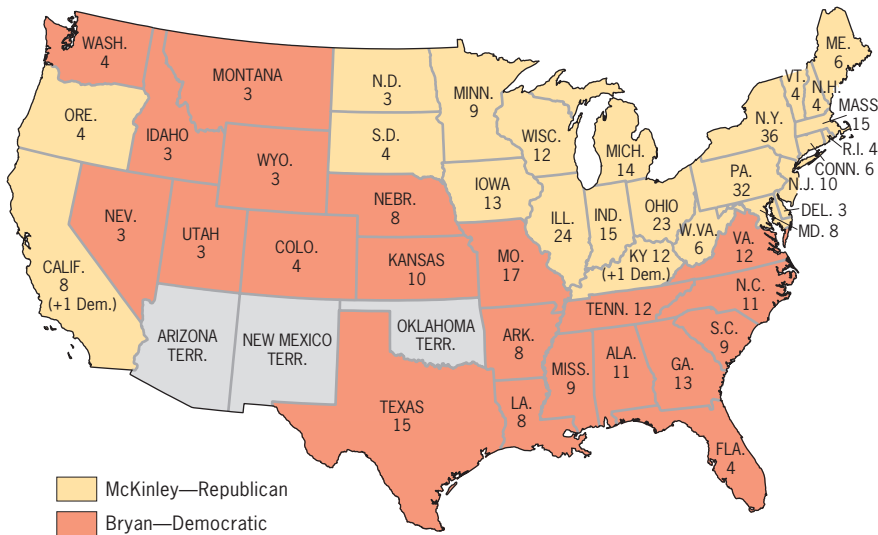 WASH.
4
MONTANA
3
ORE.
4
IDAHO
3
WYO.
3
N.D.
3
S.D.
4
MINN.
9
WISC.
12
MICH.
14
IOWA
13
NEBR.
8
NEV.
3
UTAH
3
COLO.
4
KANSAS
10
MO.
17
CALIF.
8
(+1 Dem.)
ARIZONA
TERR.
NEW MEXICO
TERR.
OKLAHOMA
TERR.
TEXAS
15
ARK.
8
LA.
8
ILL.
24
IND.
15
OHIO
23
KY 12
(+1 Dem.)
W.VA.
6
TENN. 12
MISS.
9
ALA.
11
GA.
13
FLA.
4
S.C.
9
N.C.
11
VA.
12
PA.
32
N.Y.
36
VT.
4
N.H.
4
ME.
6
MASS
15
R.I. 4
CONN. 6
N.J. 10
DEL. 3
MD. 8
McKinley—Republican
Bryan—Democratic